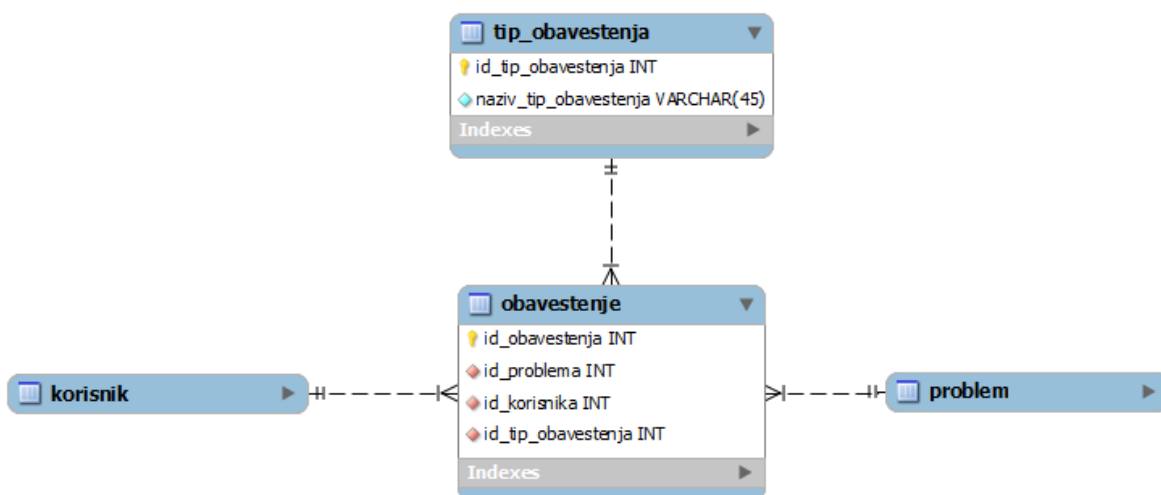 tip_obavestenja
id_tip_obavestenja INT
naziv_tip_obavestenja VARCHAR(45)
Indexes
obavestenje
id_obavestenja INT
id_problema INT
id_korisnika INT
id_tip_obavestenja INT
Indexes
korisnik
problem